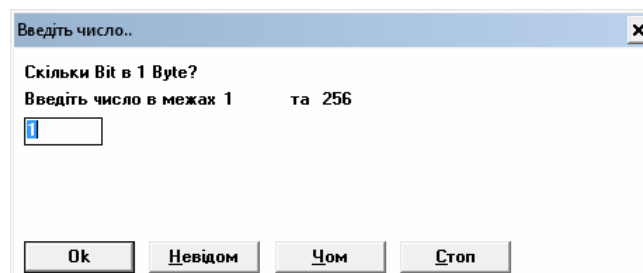 Введіть число..
Скільки Bit в 1 Byte?
Введіть число в межах 1 та 256
1
Ok Невідом Чом Стоп